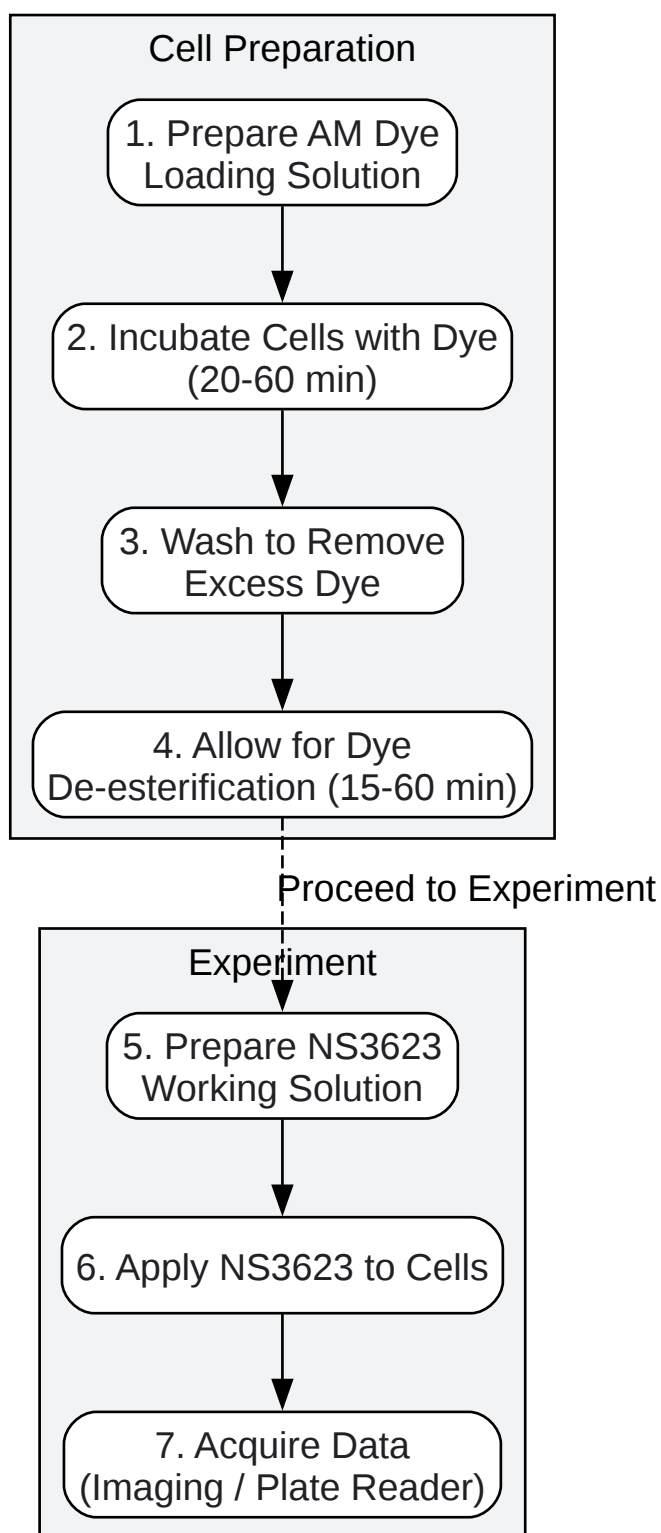 Cell Preparation
1. Prepare AM Dye
Loading Solution
2. Incubate Cells with Dye
(20-60 min)
3. Wash to Remove
Excess Dye
4. Allow for Dye
De-esterification (15-60 min)
Proceed to Experiment
Experiment
5. Prepare NS3623
Working Solution
6. Apply NS3623 to Cells
7. Acquire Data
(Imaging / Plate Reader)